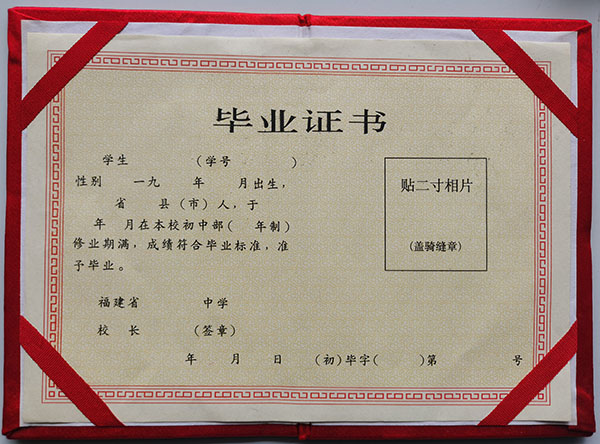 毕业证书
学生　　　　(学号　　　　)
性别　　一九　　年　　月出生，
省　　县（市）人，于
年　月在本校初中部(　年制)
修业期满，成绩符合毕业标准，准
予毕业。
贴二寸相片
(盖骑缝章)
福建省　　　　中学
校　长　　　　(签章)
年　　月　　日　　(初)毕字(　　)第　　　　号